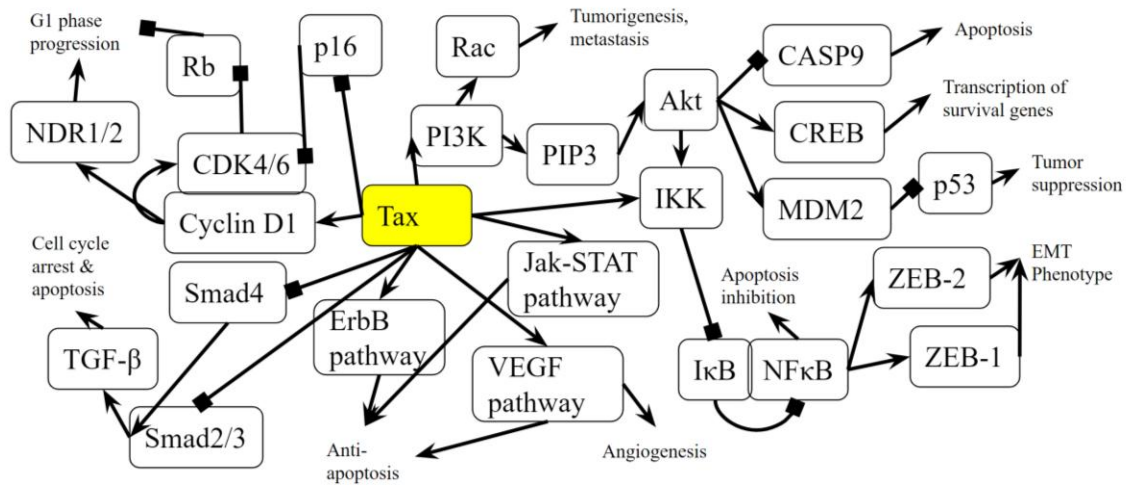 G1 phase
progression
Rb
p16
Rac
Tumorigenesis,
metastasis
CASP9
Apoptosis
NDR1/2
CDK4/6
Cyclin D1
PI3K
PIP3
Akt
CREB
Transcription of
survival genes
Tax
IKK
MDM2
p53
Tumor
suppression
Cell cycle
arrest &
apoptosis
Smad4
TGF-β
Smad2/3
ErbB
pathway
Jak-STAT
pathway
VEGF
pathway
Anti-
apoptosis
Angiogenesis
Apoptosis
inhibition
IκB
NFκB
ZEB-2
ZEB-1
EMT
Phenotype